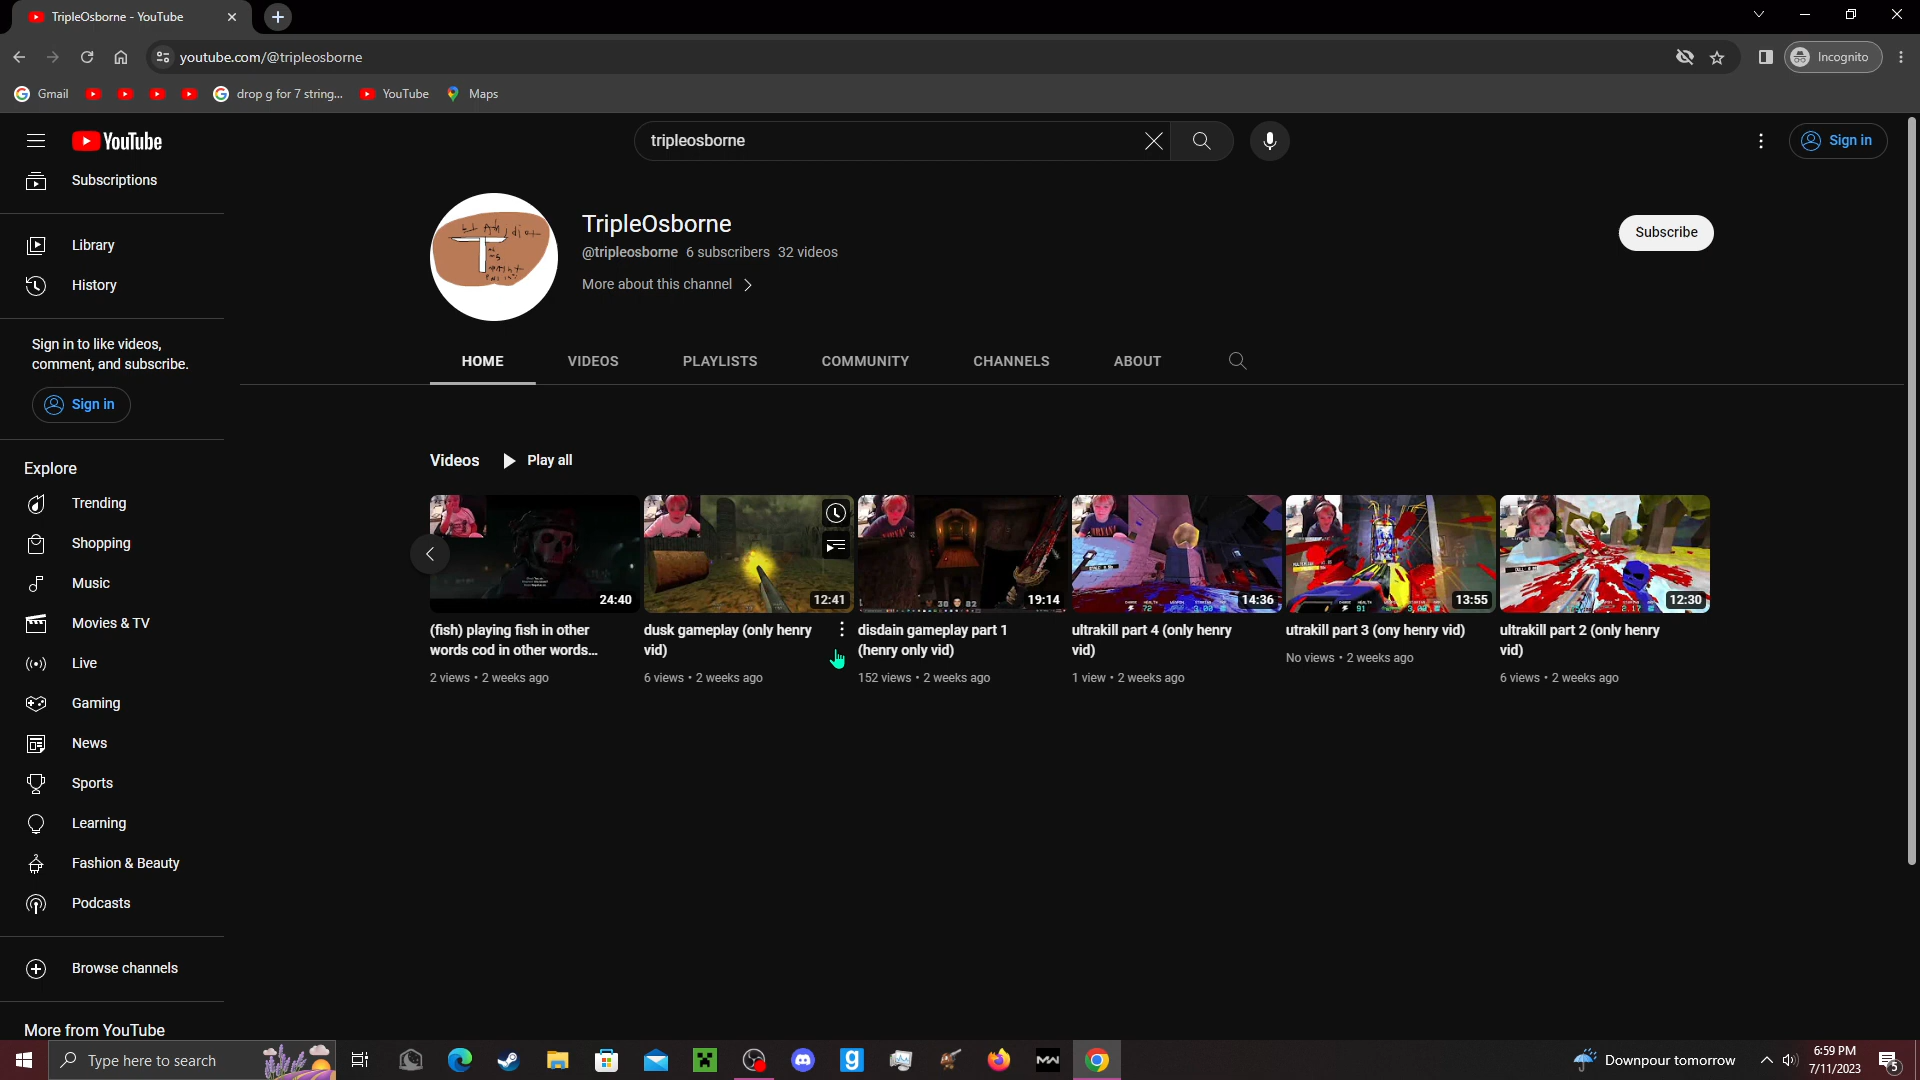 TripleOsborne - YouTube
youtube.com/@tripleosborne
Incognito
Gmail
drop g for 7 string...
YouTube
Maps
YouTube
tripleosborne
Sign in
Subscriptions
Library
History
Sign in to like videos,
comment, and subscribe.
Sign in
Explore
Trending
Shopping
Music
Movies & TV
Live
Gaming
News
Sports
Learning
Fashion & Beauty
Podcasts
Browse channels
More from YouTube
TripleOsborne
@tripleosborne 6 subscribers 32 videos
More about this channel
Subscribe
HOME VIDEOS PLAYLISTS COMMUNITY CHANNELS ABOUT
Videos Play all
24:40
(fish) playing fish in other
words cod in other words...
2 views • 2 weeks ago
12:41
dusk gameplay (only henry
vid)
6 views • 2 weeks ago
19:14
disdain gameplay part 1
(henry only vid)
152 views • 2 weeks ago
14:36
ultrakill part 4 (only henry
vid)
1 view • 2 weeks ago
13:55
utrakill part 3 (ony henry vid)
No views • 2 weeks ago
12:30
ultrakill part 2 (only henry
vid)
6 views • 2 weeks ago
Type here to search
Downpour tomorrow
6:59 PM
7/11/2023
5